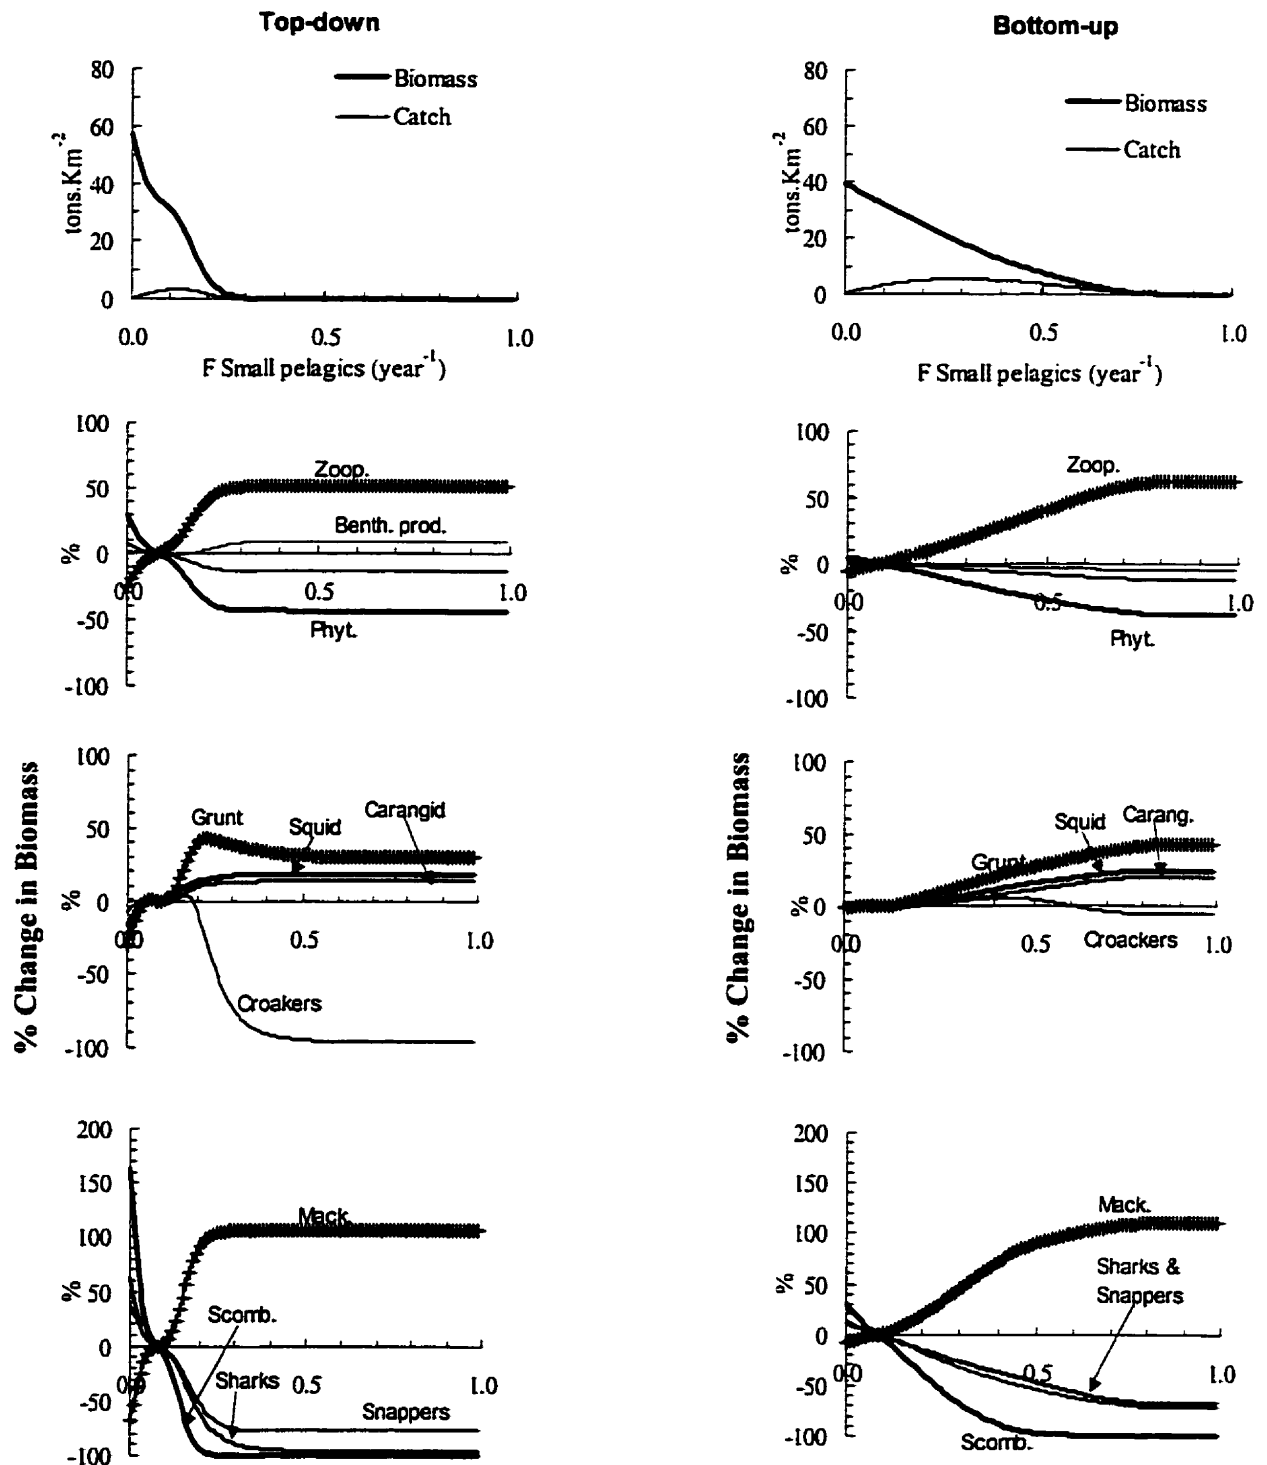 Top-down
Bottom-up
80
60
40
20
0
tons.Km-2
Biomass
Catch
0.0
0.5
1.0
F Small pelagics (year-1)
80
60
40
20
0
tons.Km-2
Biomass
Catch
0.0
0.5
1.0
F Small pelagics (year-1)
100
50
0
-50
-100
%
Zoop.
Benth. prod.
0.0
0.5
1.0
Phyt.
100
50
0
-50
-100
%
Zoop.
0.0
0.5
1.0
Phyt.
% Change in Biomass
100
50
0
-50
-100
%
Grunt
Squid
Carangid
0.0
0.5
1.0
Croakers
% Change in Biomass
100
50
0
-50
-100
%
Grunt
Squid
Carang.
0.0
0.5
1.0
Croackers
200
150
100
50
0
-50
-100
%
Mack.
Scomb.
Sharks
0.0
0.5
1.0
Snappers
200
150
100
50
0
-50
-100
%
Mack.
Sharks &
Snappers
0.0
0.5
1.0
Scomb.